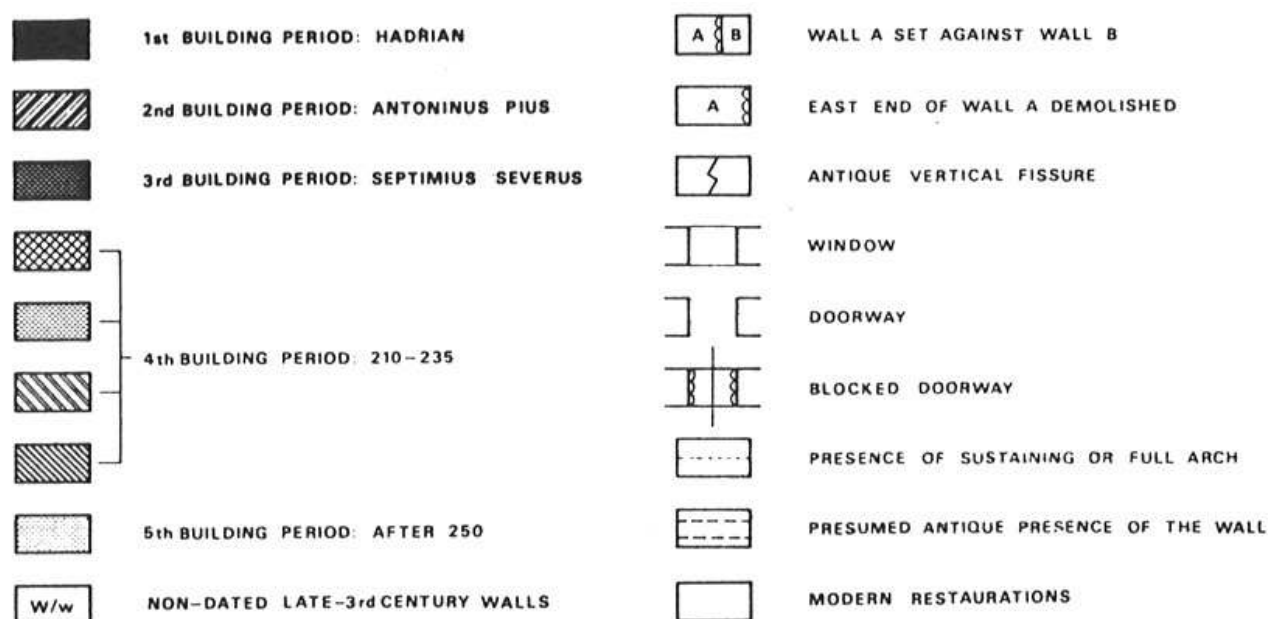 1st BUILDING PERIOD: HADRIAN
2nd BUILDING PERIOD: ANTONINUS PIUS
3rd BUILDING PERIOD: SEPTIMIUS SEVERUS
4th BUILDING PERIOD: 210-235
5th BUILDING PERIOD: AFTER 250
W/w NON-DATED LATE-3rd CENTURY WALLS
A B WALL A SET AGAINST WALL B
A EAST END OF WALL A DEMOLISHED
ANTIQUE VERTICAL FISSURE
WINDOW
DOORWAY
BLOCKED DOORWAY
PRESENCE OF SUSTAINING OR FULL ARCH
PRESUMED ANTIQUE PRESENCE OF THE WALL
MODERN RESTAURATIONS